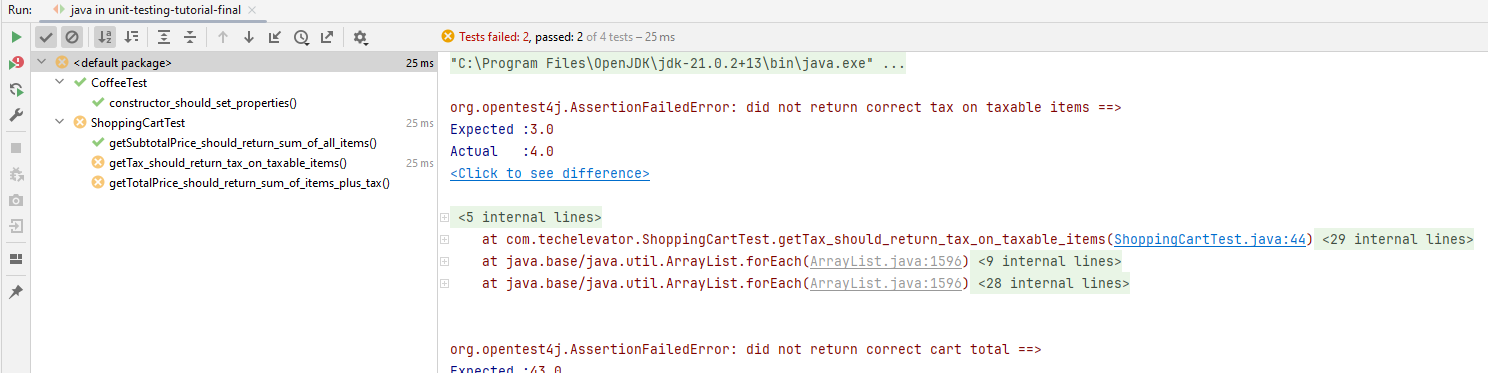 Run: java in unit-testing-tutorial-final
Tests failed: 2, passed: 2 of 4 tests – 25 ms
<default package> 25 ms
CoffeeTest
constructor_should_set_properties()
ShoppingCartTest 25 ms
getSubtotalPrice_should_return_sum_of_all_items()
getTax_should_return_tax_on_taxable_items() 25 ms
getTotalPrice_should_return_sum_of_items_plus_tax()
"C:\Program Files\OpenJDK\jdk-21.0.2+13\bin\java.exe" ...
org.opentest4j.AssertionFailedError: did not return correct tax on taxable items ==>
Expected :3.0
Actual   :4.0
<Click to see difference>
<5 internal lines>
at com.techelevator.ShoppingCartTest.getTax_should_return_tax_on_taxable_items(ShoppingCartTest.java:44) <29 internal lines>
at java.base/java.util.ArrayList.forEach(ArrayList.java:1596) <9 internal lines>
at java.base/java.util.ArrayList.forEach(ArrayList.java:1596) <28 internal lines>
org.opentest4j.AssertionFailedError: did not return correct cart total ==>
Expected :43.0